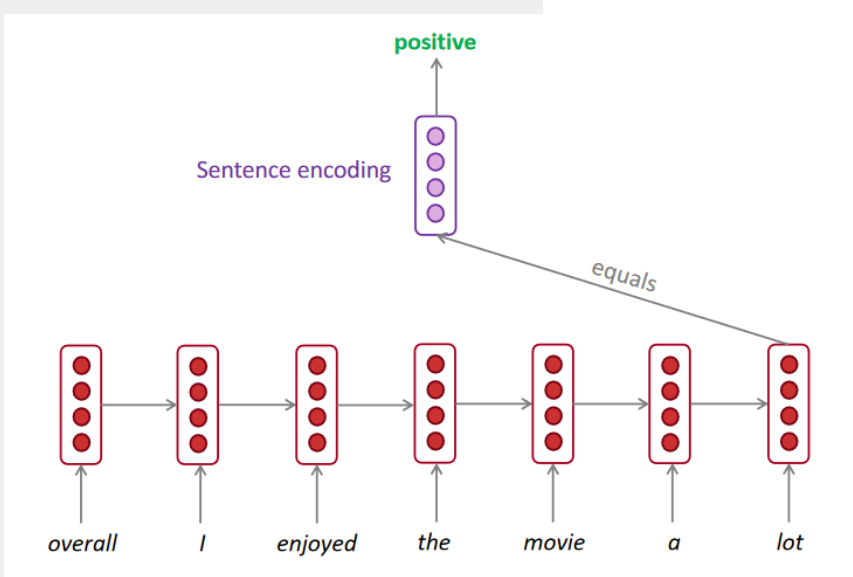 positive
Sentence encoding
equals
overall I enjoyed the movie a lot